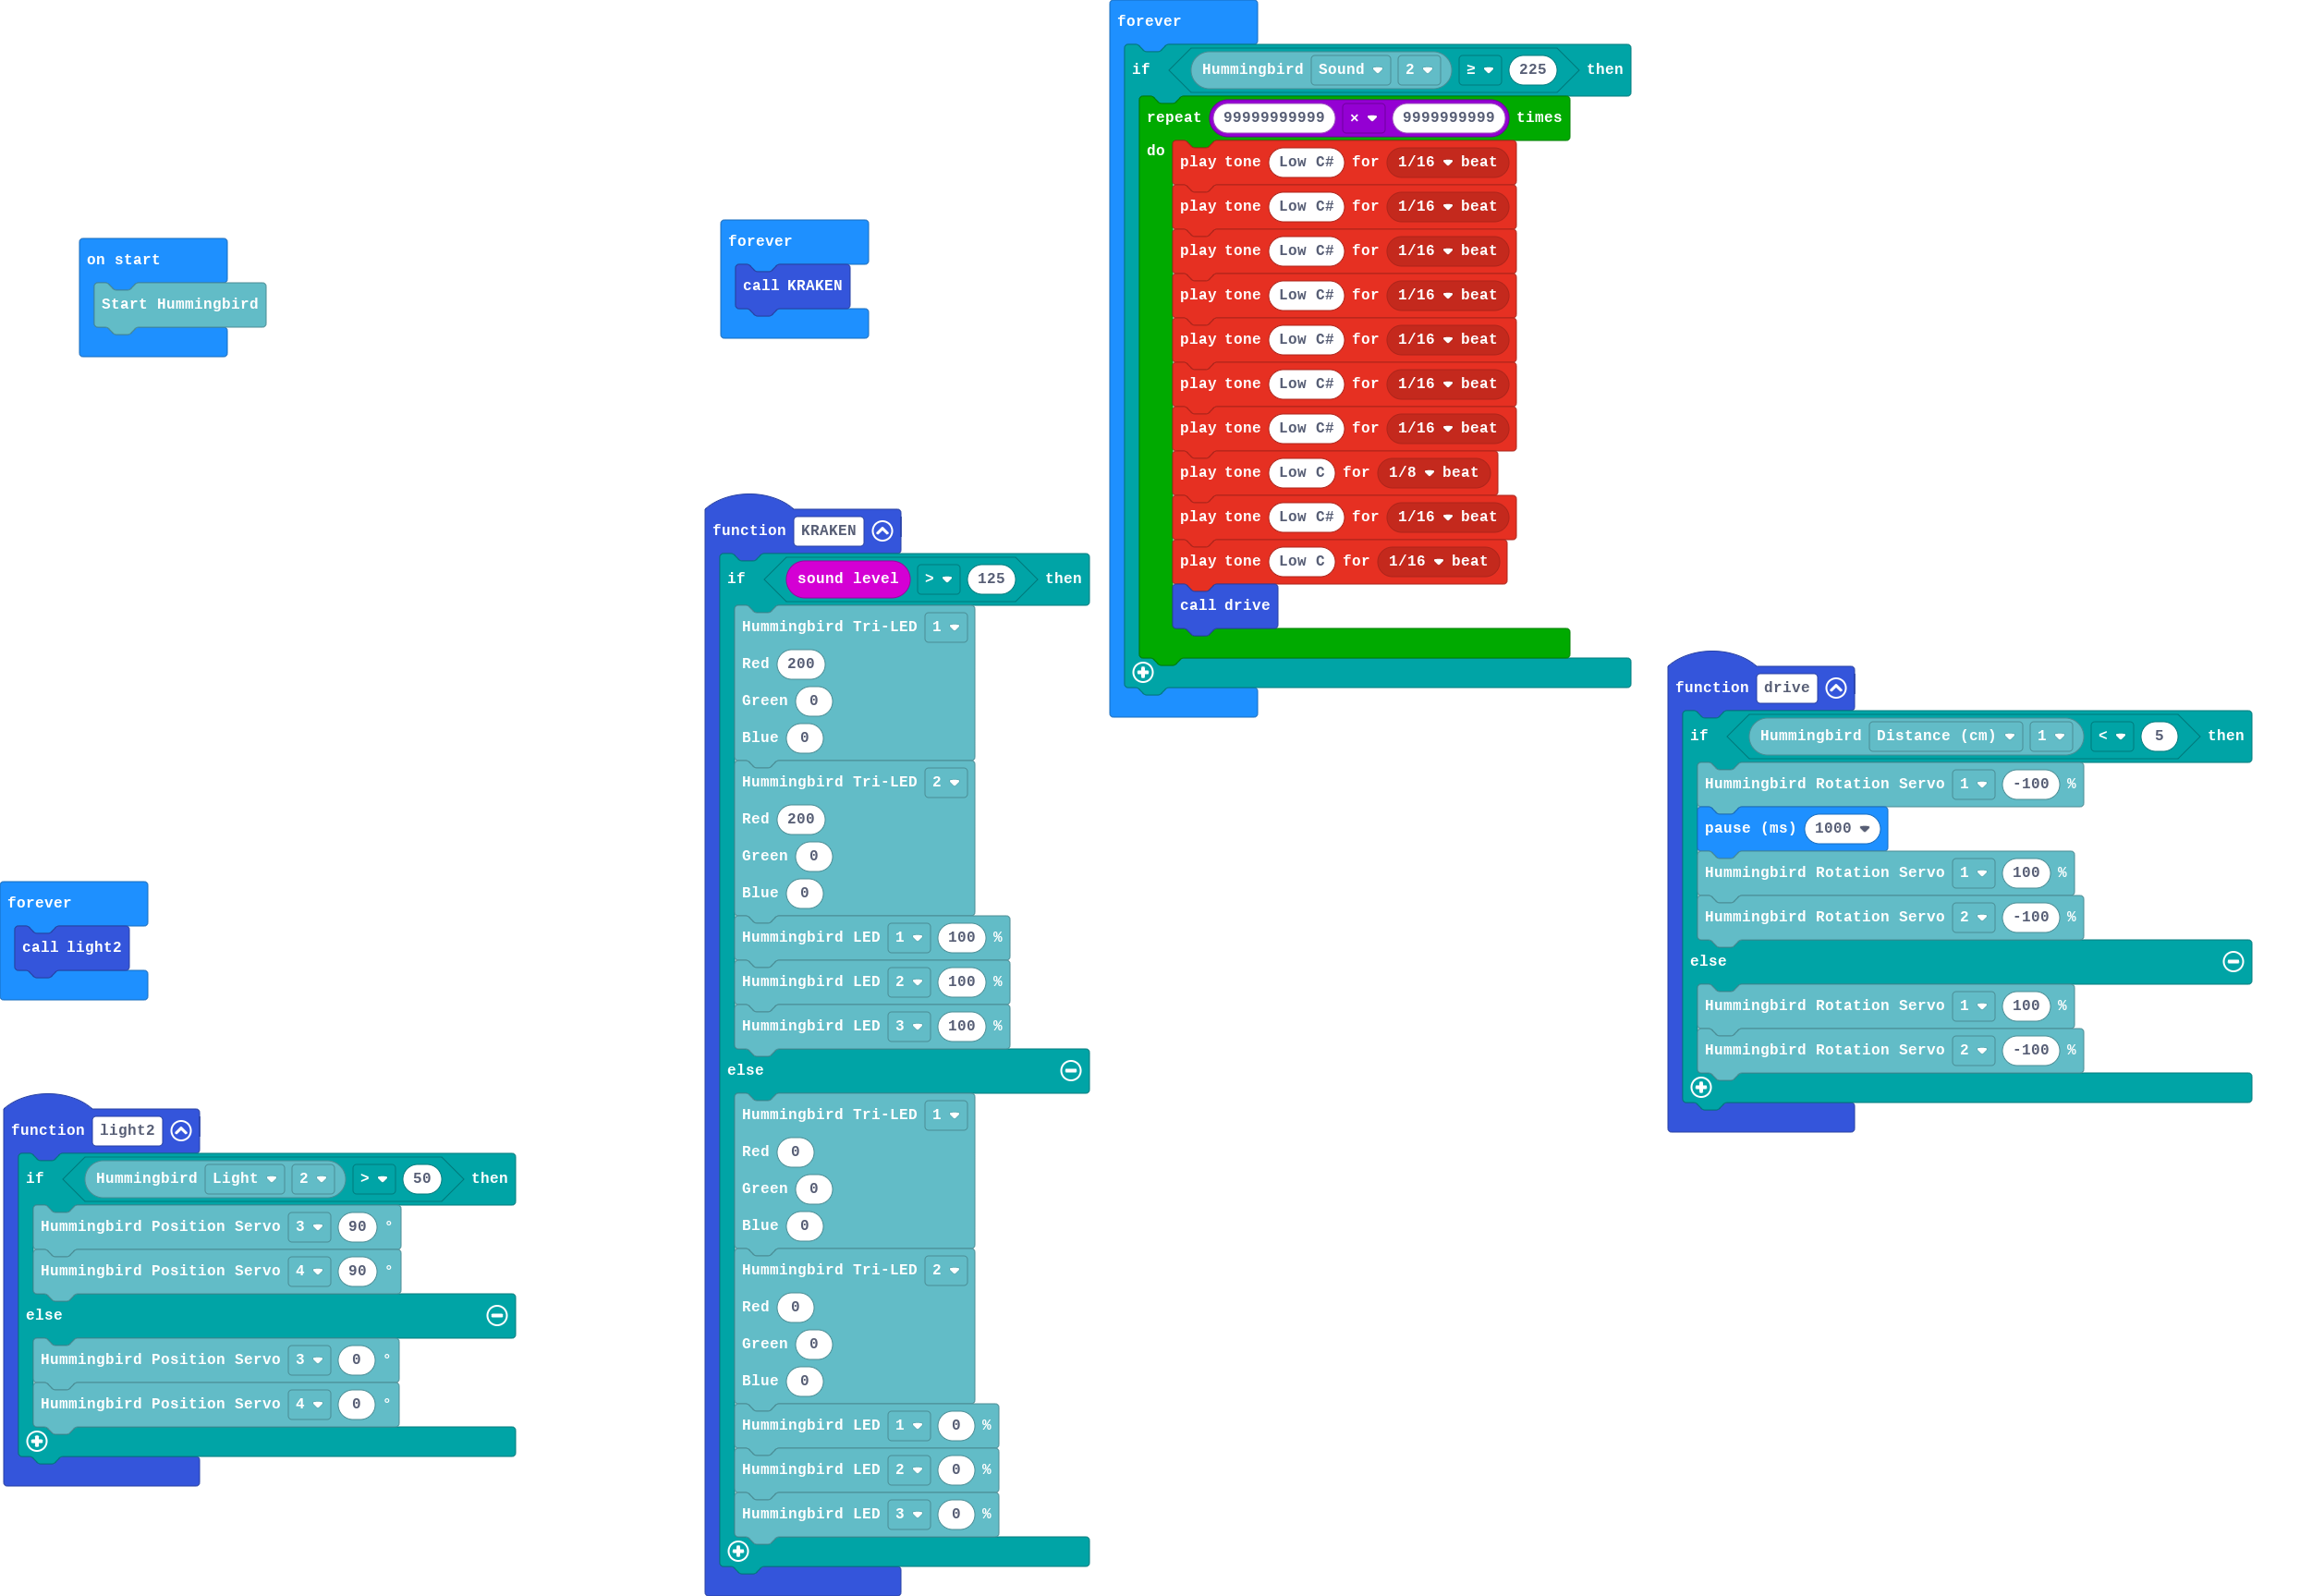 on start
Start Hummingbird
forever
call light2
function light2
if Hummingbird Light 2 > 50 then
Hummingbird Position Servo 3 90 °
Hummingbird Position Servo 4 90 °
else
Hummingbird Position Servo 3 0 °
Hummingbird Position Servo 4 0 °
forever
call KRAKEN
function KRAKEN
if sound level > 125 then
Hummingbird Tri-LED 1
Red 200
Green 0
Blue 0
Hummingbird Tri-LED 2
Red 200
Green 0
Blue 0
Hummingbird LED 1 100 %
Hummingbird LED 2 100 %
Hummingbird LED 3 100 %
else
Hummingbird Tri-LED 1
Red 0
Green 0
Blue 0
Hummingbird Tri-LED 2
Red 0
Green 0
Blue 0
Hummingbird LED 1 0 %
Hummingbird LED 2 0 %
Hummingbird LED 3 0 %
forever
if Hummingbird Sound 2 ≥ 225 then
repeat 99999999999 × 9999999999 times
do
play tone Low C# for 1/16 beat
play tone Low C# for 1/16 beat
play tone Low C# for 1/16 beat
play tone Low C# for 1/16 beat
play tone Low C# for 1/16 beat
play tone Low C# for 1/16 beat
play tone Low C# for 1/16 beat
play tone Low C for 1/8 beat
play tone Low C# for 1/16 beat
play tone Low C for 1/16 beat
call drive
function drive
if Hummingbird Distance (cm) 1 < 5 then
Hummingbird Rotation Servo 1 -100 %
pause (ms) 1000
Hummingbird Rotation Servo 1 100 %
Hummingbird Rotation Servo 2 -100 %
else
Hummingbird Rotation Servo 1 100 %
Hummingbird Rotation Servo 2 -100 %